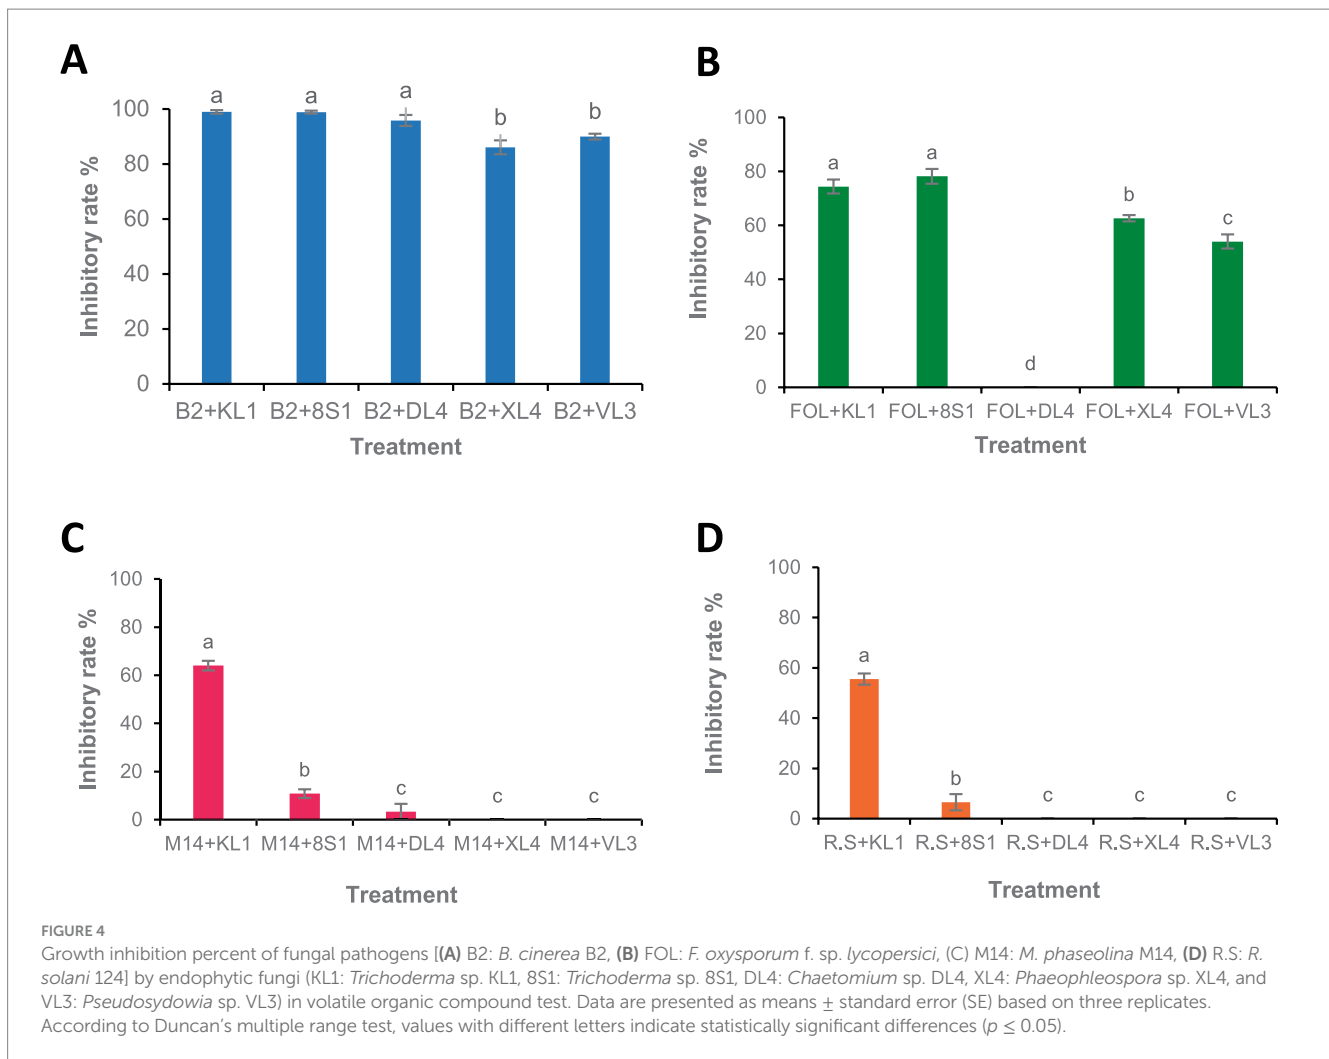 A
a a a b b
100
80
60
40
20
0
Inhibitory rate %
B2+KL1 B2+8S1 B2+DL4 B2+XL4 B2+VL3
Treatment
B
a a d b c
100
80
60
40
20
0
Inhibitory rate %
FOL+KL1 FOL+8S1 FOL+DL4 FOL+XL4 FOL+VL3
Treatment
C
a b c c c
100
80
60
40
20
0
Inhibitory rate %
M14+KL1 M14+8S1 M14+DL4 M14+XL4 M14+VL3
Treatment
D
a b c c c
100
80
60
40
20
0
Inhibitory rate %
R.S+KL1 R.S+8S1 R.S+DL4 R.S+XL4 R.S+VL3
Treatment
FIGURE 4
Growth inhibition percent of fungal pathogens [(A) B2: B. cinerea B2, (B) FOL: F. oxysporum f. sp. lycopersici, (C) M14: M. phaseolina M14, (D) R.S: R.
solani 124] by endophytic fungi (KL1: Trichoderma sp. KL1, 8S1: Trichoderma sp. 8S1, DL4: Chaetomium sp. DL4, XL4: Phaeophleospora sp. XL4, and
VL3: Pseudosydowia sp. VL3) in volatile organic compound test. Data are presented as means ± standard error (SE) based on three replicates.
According to Duncan's multiple range test, values with different letters indicate statistically significant differences (p ≤ 0.05).